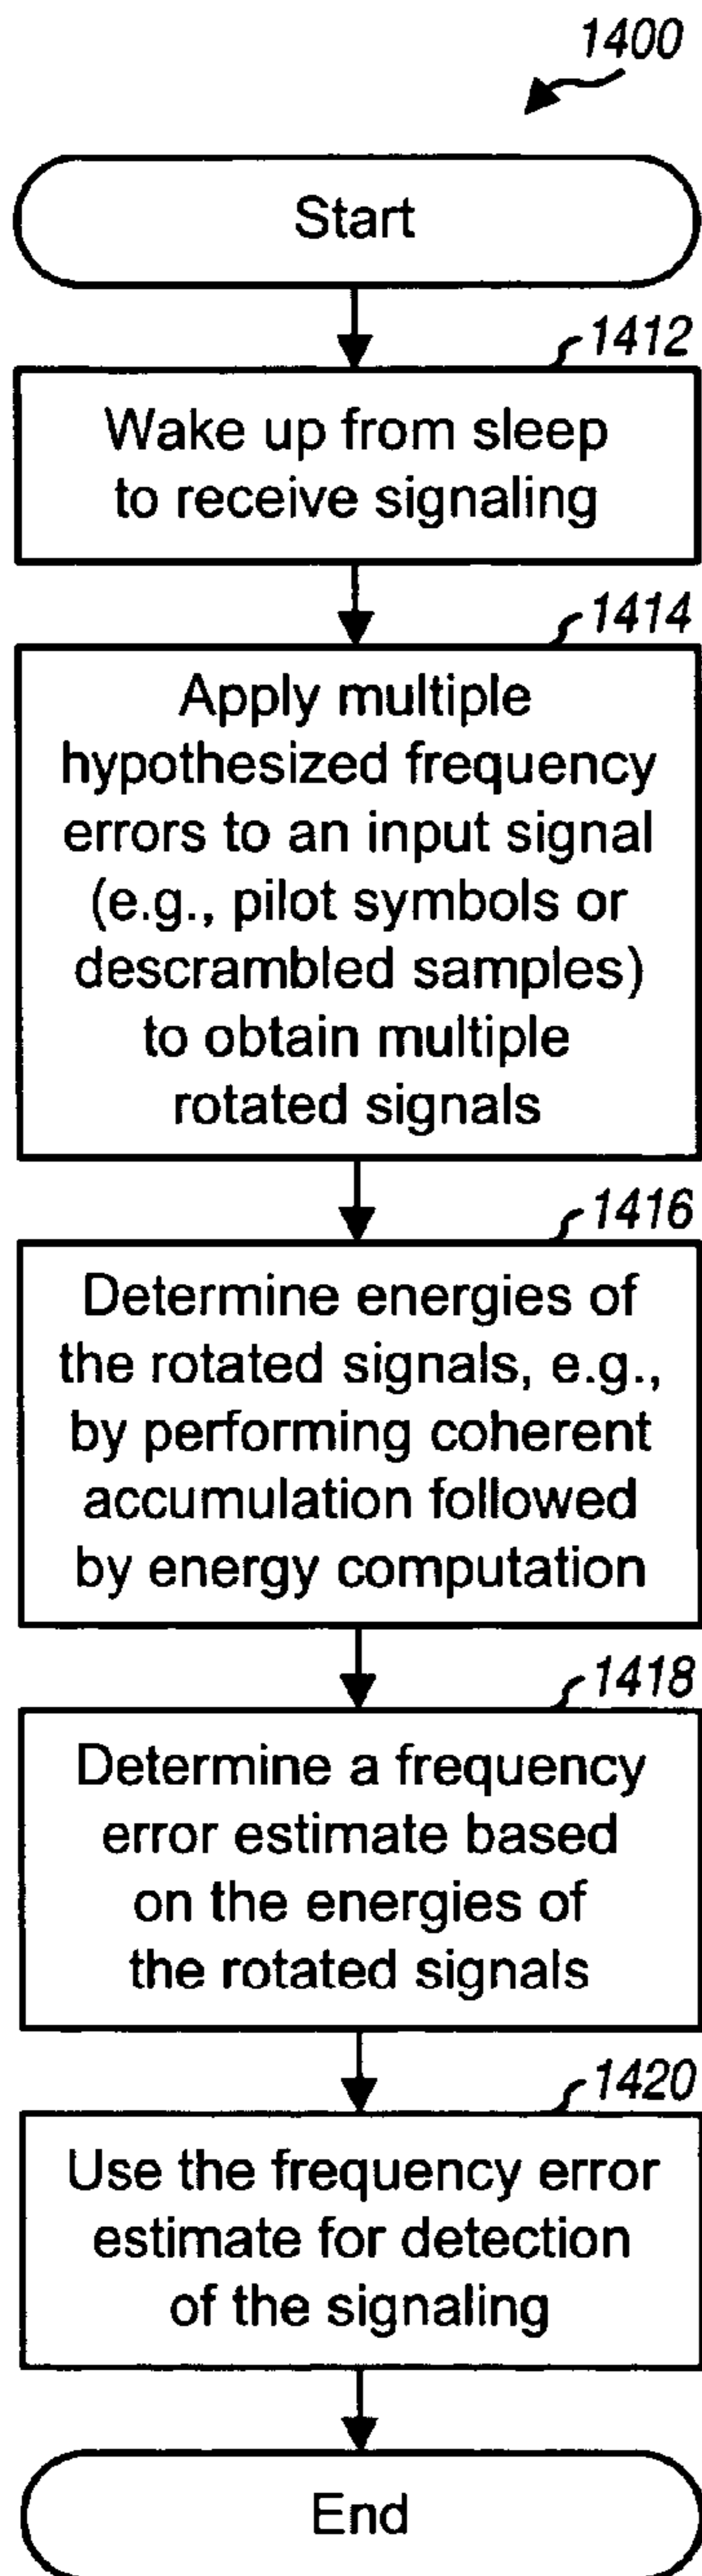 1400
Start
1412
Wake up from sleep
to receive signaling
1414
Apply multiple
hypothesized frequency
errors to an input signal
(e.g., pilot symbols or
descrambled samples)
to obtain multiple
rotated signals
1416
Determine energies of
the rotated signals, e.g.,
by performing coherent
accumulation followed
by energy computation
1418
Determine a frequency
error estimate based
on the energies of
the rotated signals
1420
Use the frequency error
estimate for detection
of the signaling
End